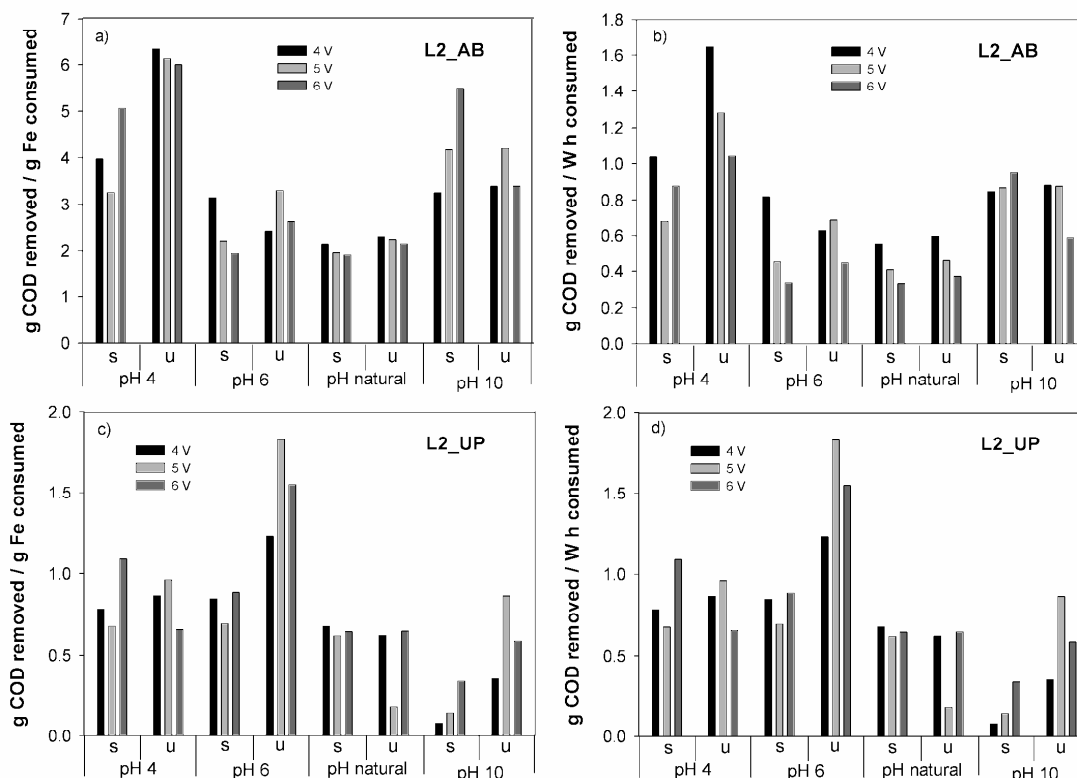 a)
L2_AB
4 V
5 V
6 V
g COD removed / g Fe consumed
7
6
5
4
3
2
1
0
s u s u s u s u
pH 4 pH 6 pH natural pH 10
b)
L2_AB
4 V
5 V
6 V
g COD removed / W h consumed
1.8
1.6
1.4
1.2
1.0
0.8
0.6
0.4
0.2
0.0
s u s u s u s u
pH 4 pH 6 pH natural pH 10
c)
L2_UP
4 V
5 V
6 V
g COD removed / g Fe consumed
2.0
1.5
1.0
0.5
0.0
s u s u s u s u
pH 4 pH 6 pH natural pH 10
d)
L2_UP
4 V
5 V
6 V
g COD removed / W h consumed
2.0
1.5
1.0
0.5
0.0
s u s u s u s u
pH 4 pH 6 pH natural pH 10